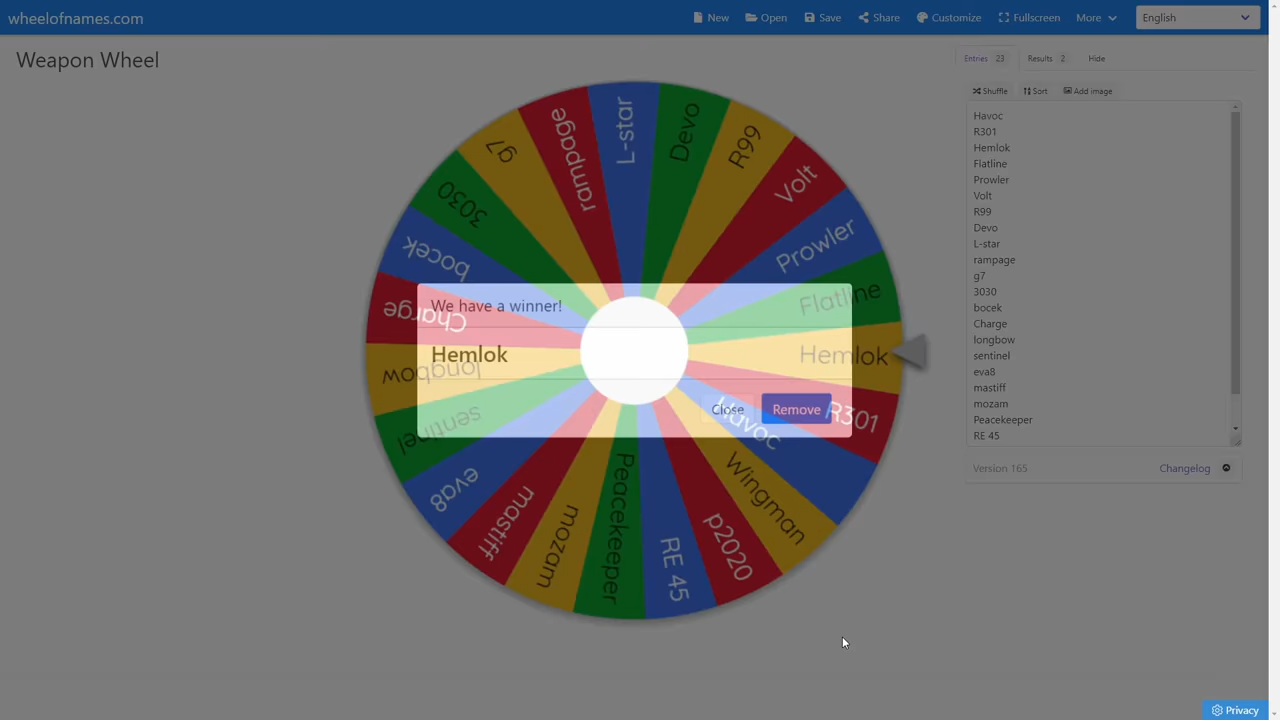 wheelofnames.com
New
Open
Save
Share
Customize
Fullscreen
More
English
Weapon Wheel
Entries 23
Results 2
Hide
Shuffle
Sort
Add image
Havoc
R301
Hemlok
Flatline
Prowler
Volt
R99
Devo
L-star
rampage
g7
3030
bocek
Charge
longbow
sentinel
eva8
mastiff
mozam
Peacekeeper
RE 45
Version 165
Changelog
L-star
Devo
R99
Volt
Prowler
Flatline
Hemlok
R301
Havoc
Wingman
p2020
RE 45
Peacekeeper
mozam
mastiff
eva8
sentinel
longbow
Charge
bocek
3030
g7
rampage
We have a winner!
Hemlok
Close
Remove
Privacy